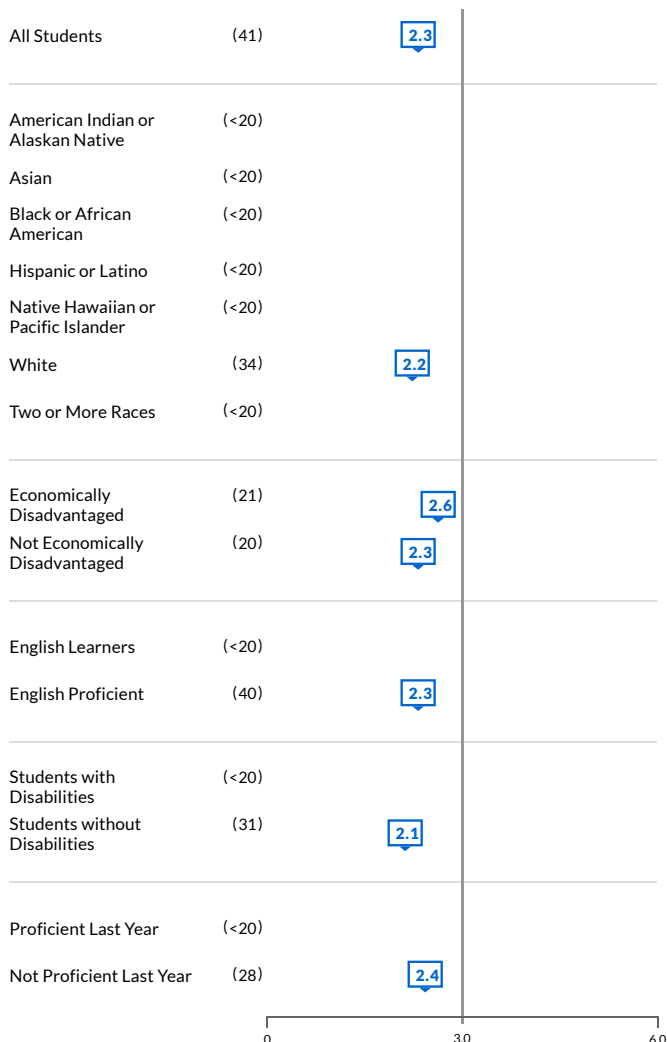 All Students (41) 2.3
American Indian or (<20)
Alaskan Native
Asian (<20)
Black or African (<20)
American
Hispanic or Latino (<20)
Native Hawaiian or (<20)
Pacific Islander
White (34) 2.2
Two or More Races (<20)
Economically (21) 2.6
Disadvantaged
Not Economically (20) 2.3
Disadvantaged
English Learners (<20)
English Proficient (40) 2.3
Students with (<20)
Disabilities
Students without (31) 2.1
Disabilities
Proficient Last Year (<20)
Not Proficient Last Year (28) 2.4
0 3.0 6.0